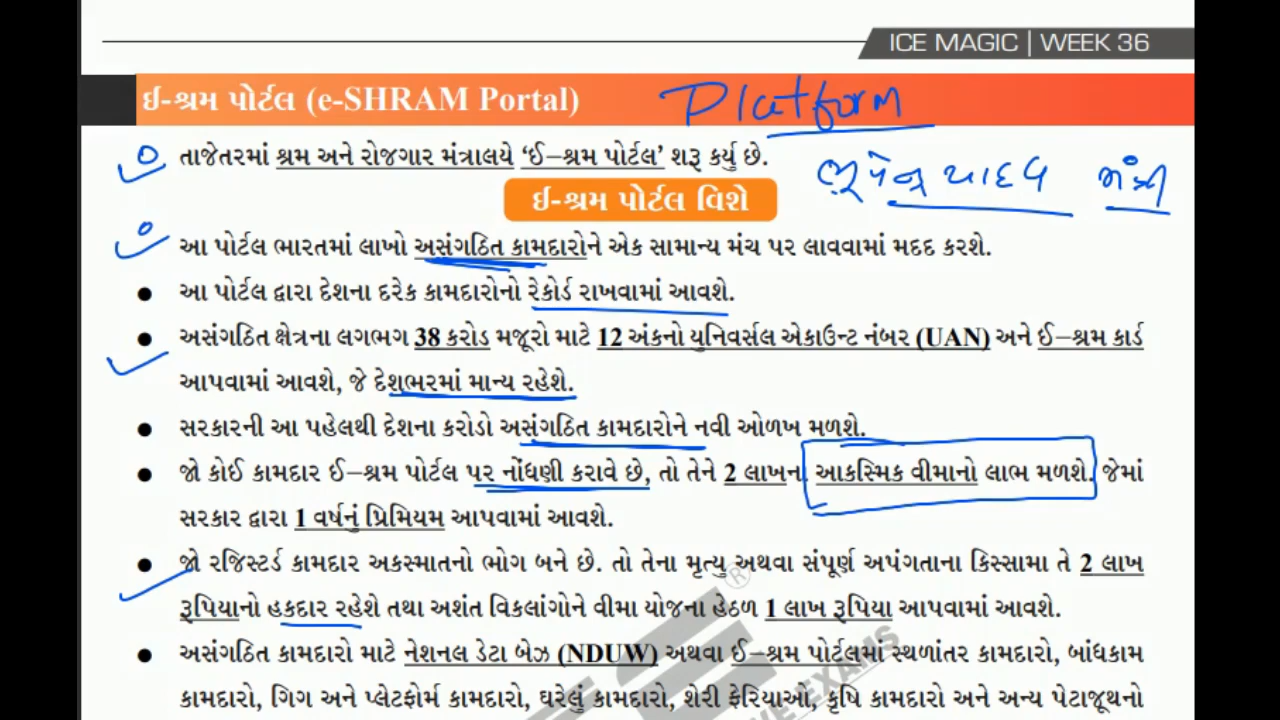 ICE MAGIC | WEEK 36
ઈ-શ્રમ પોર્ટલ (e-SHRAM Portal) Platform
તાજેતરમાં શ્રમ અને રોજગાર મંત્રાલયે ‘ઈ-શ્રમ પોર્ટલ’ શરૂ કર્યુ છે.
ભૂપેન્દ્ર યાદવ મંત્રી
ઈ-શ્રમ પોર્ટલ વિશે
આ પોર્ટલ ભારતમાં લાખો અસંગઠિત કામદારોને એક સામાન્ય મંચ પર લાવવામાં મદદ કરશે.
● આ પોર્ટલ દ્વારા દેશના દરેક કામદારોનો રેકોર્ડ રાખવામાં આવશે.
● અસંગઠિત ક્ષેત્રના લગભગ 38 કરોડ મજૂરો માટે 12 અંકનો યુનિવર્સલ એકાઉન્ટ નંબર (UAN) અને ઈ-શ્રમ કાર્ડ
આપવામાં આવશે, જે દેશભરમાં માન્ય રહેશે.
● સરકારની આ પહેલથી દેશના કરોડો અસંગઠિત કામદારોને નવી ઓળખ મળશે.
● જો કોઈ કામદાર ઈ-શ્રમ પોર્ટલ પર નોંધણી કરાવે છે, તો તેને 2 લાખન આકસ્મિક વીમાનો લાભ મળશે. જેમાં
સરકાર દ્વારા 1 વર્ષનું પ્રિમિયમ આપવામાં આવશે.
● જો રજિસ્ટર્ડ કામદાર અકસ્માતનો ભોગ બને છે. તો તેના મૃત્યુ અથવા સંપૂર્ણ અપંગતાના કિસ્સામા તે 2 લાખ
રૂપિયાનો હકદાર રહેશે તથા અશંત વિકલાંગોને વીમા યોજના હેઠળ 1 લાખ રૂપિયા આપવામાં આવશે.
● અસંગઠિત કામદારો માટે નેશનલ ડેટા બેઝ (NDUW) અથવા ઈ-શ્રમ પોર્ટલમાં સ્થળાંતર કામદારો, બાંધકામ
કામદારો, ગિગ અને પ્લેટફોર્મ કામદારો, ઘરેલું કામદારો, શેરી ફેરિયાઓ, કૃષિ કામદારો અને અન્ય પેટાજૂથનો